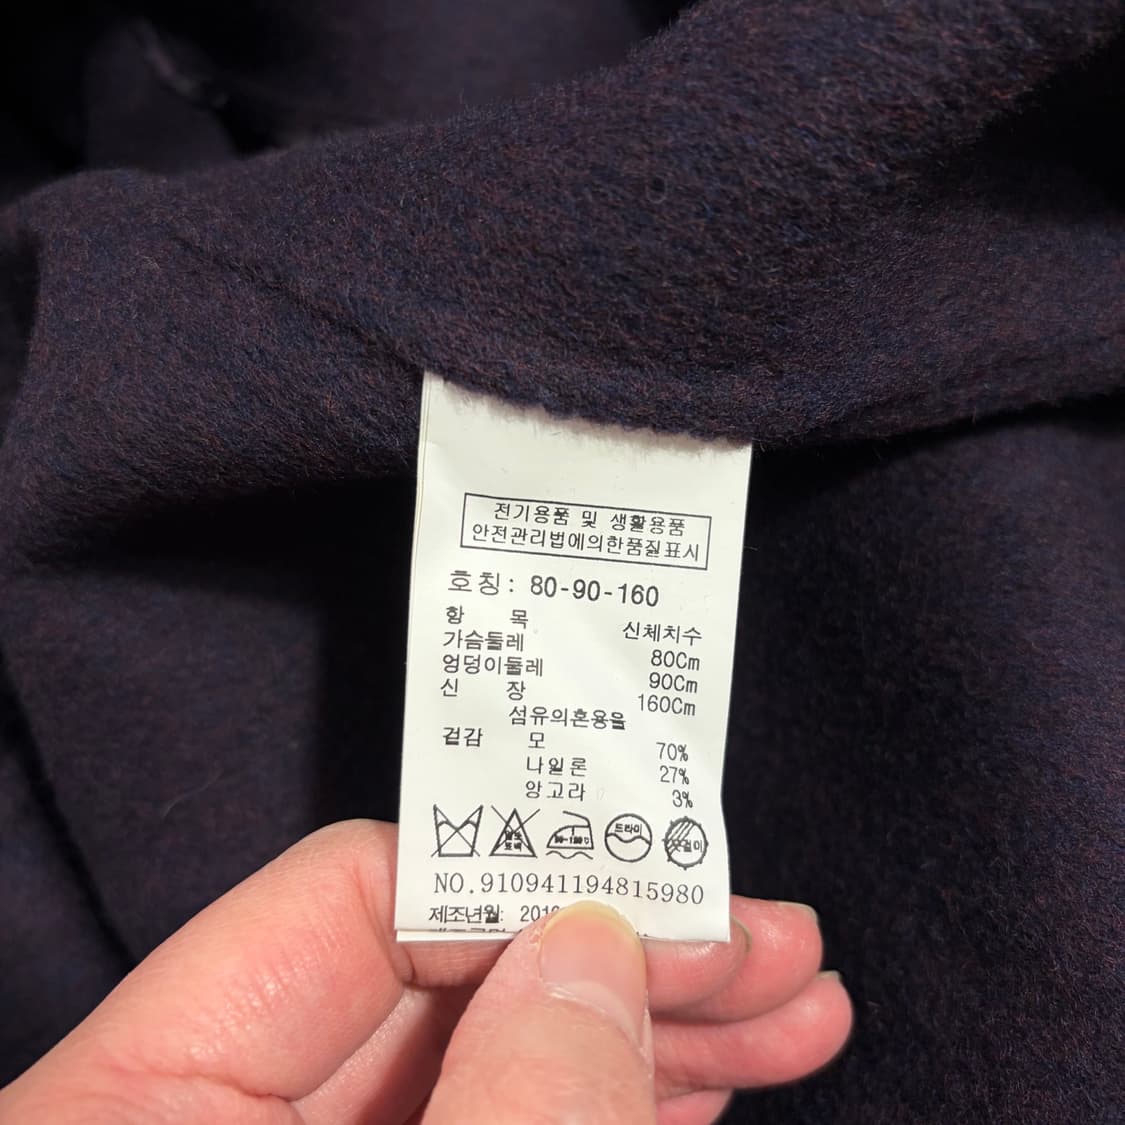 전기용품 및 생활용품
안전관리법에의한품질표시
호칭: 80-90-160
항 목 신체치수
가슴둘레 80Cm
엉덩이둘레 90Cm
신 장 160Cm
섬유의혼용율
겉감 모 70%
나일론 27%
앙고라 3%
드라이
NO.910941194815980
제조년월: